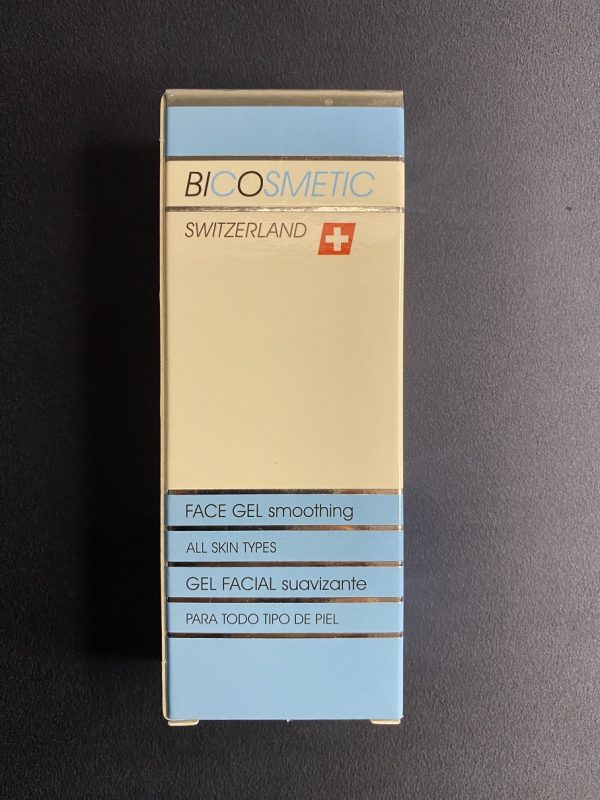 BICOSMETIC
SWITZERLAND
FACE GEL smoothing
ALL SKIN TYPES
GEL FACIAL suavizante
PARA TODO TIPO DE PIEL